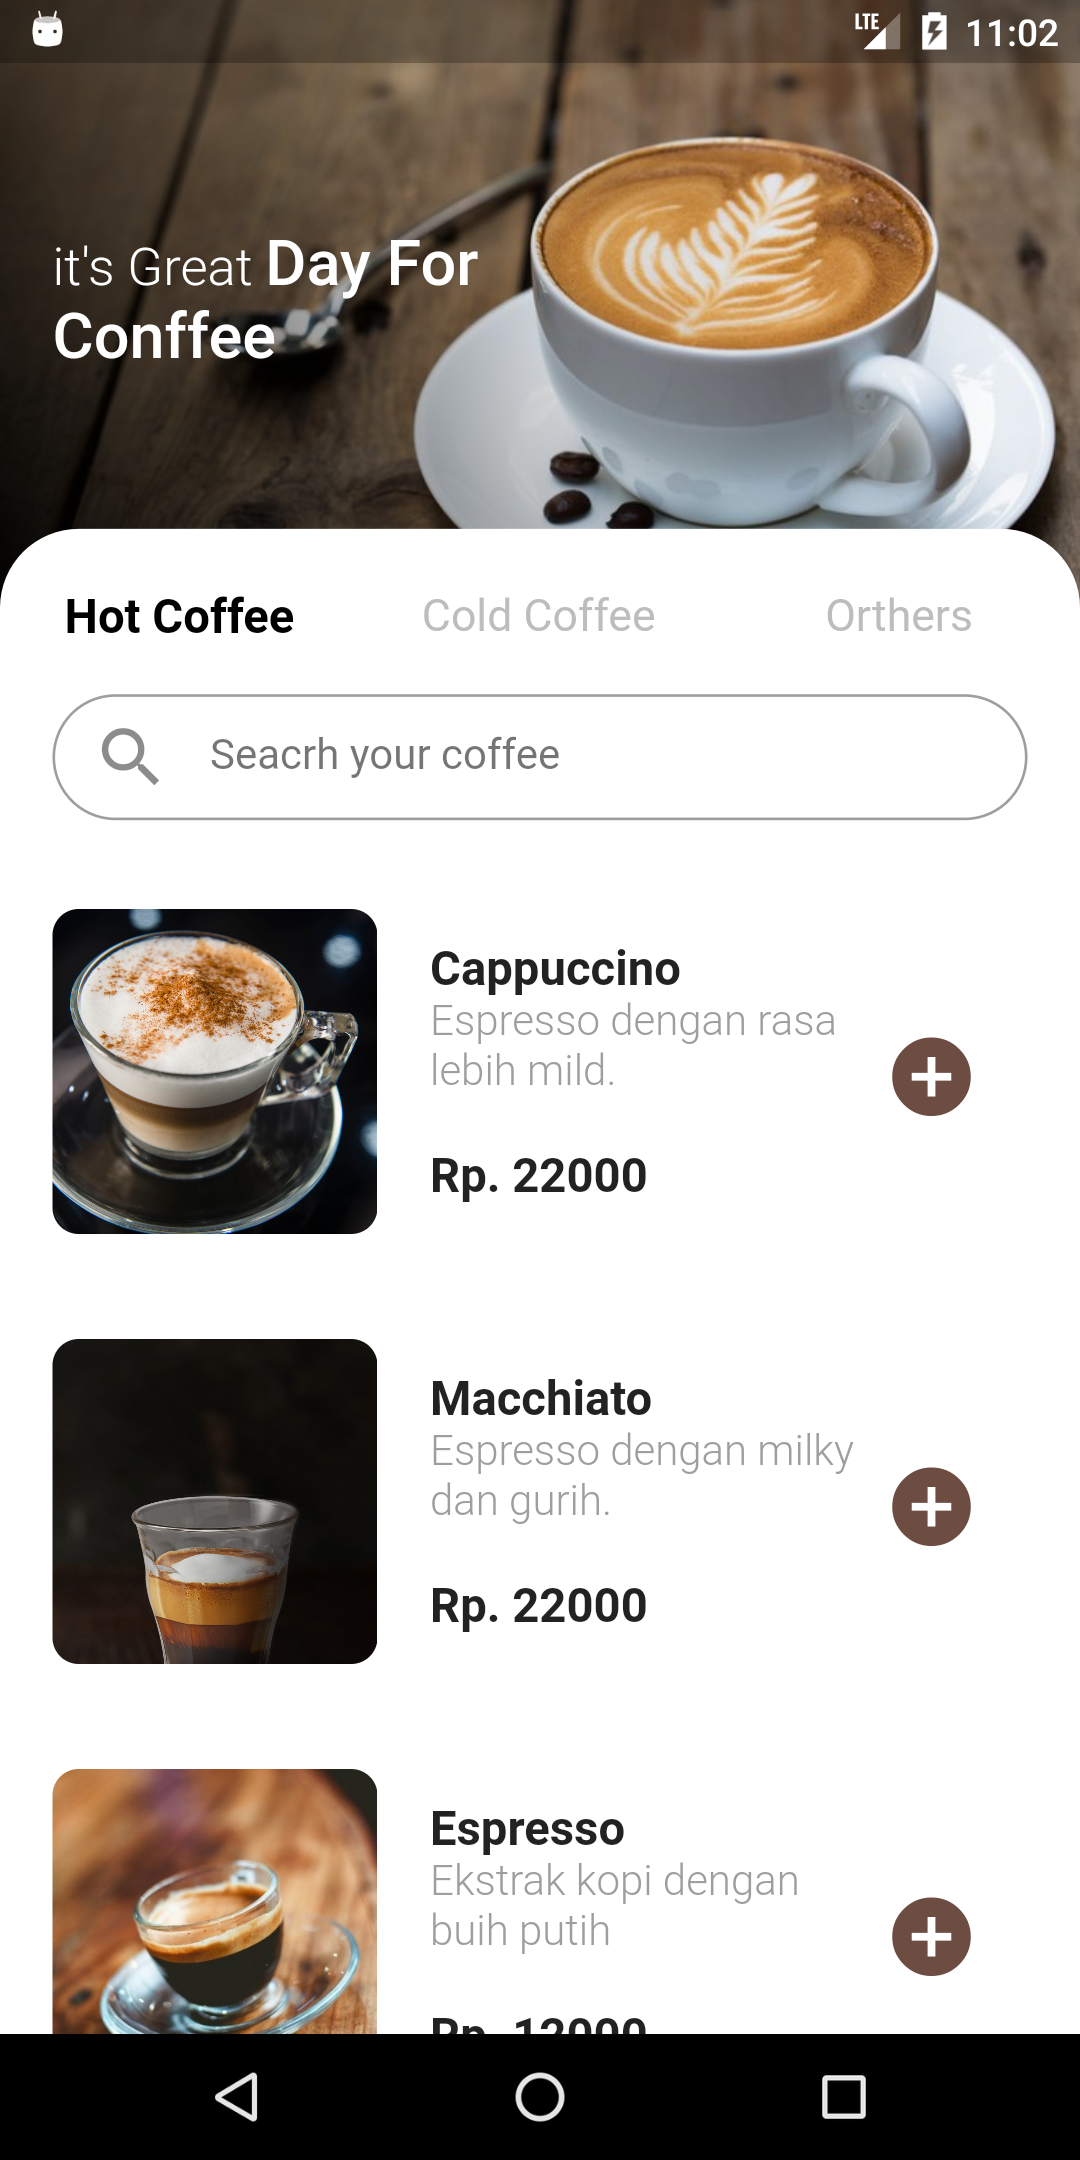 LTE 11:02
it's Great Day For
Conffee
Hot Coffee Cold Coffee Orthers
Seacrh your coffee
Cappuccino
Espresso dengan rasa
lebih mild.
Rp. 22000
Macchiato
Espresso dengan milky
dan gurih.
Rp. 22000
Espresso
Ekstrak kopi dengan
buih putih
Rp. 12000